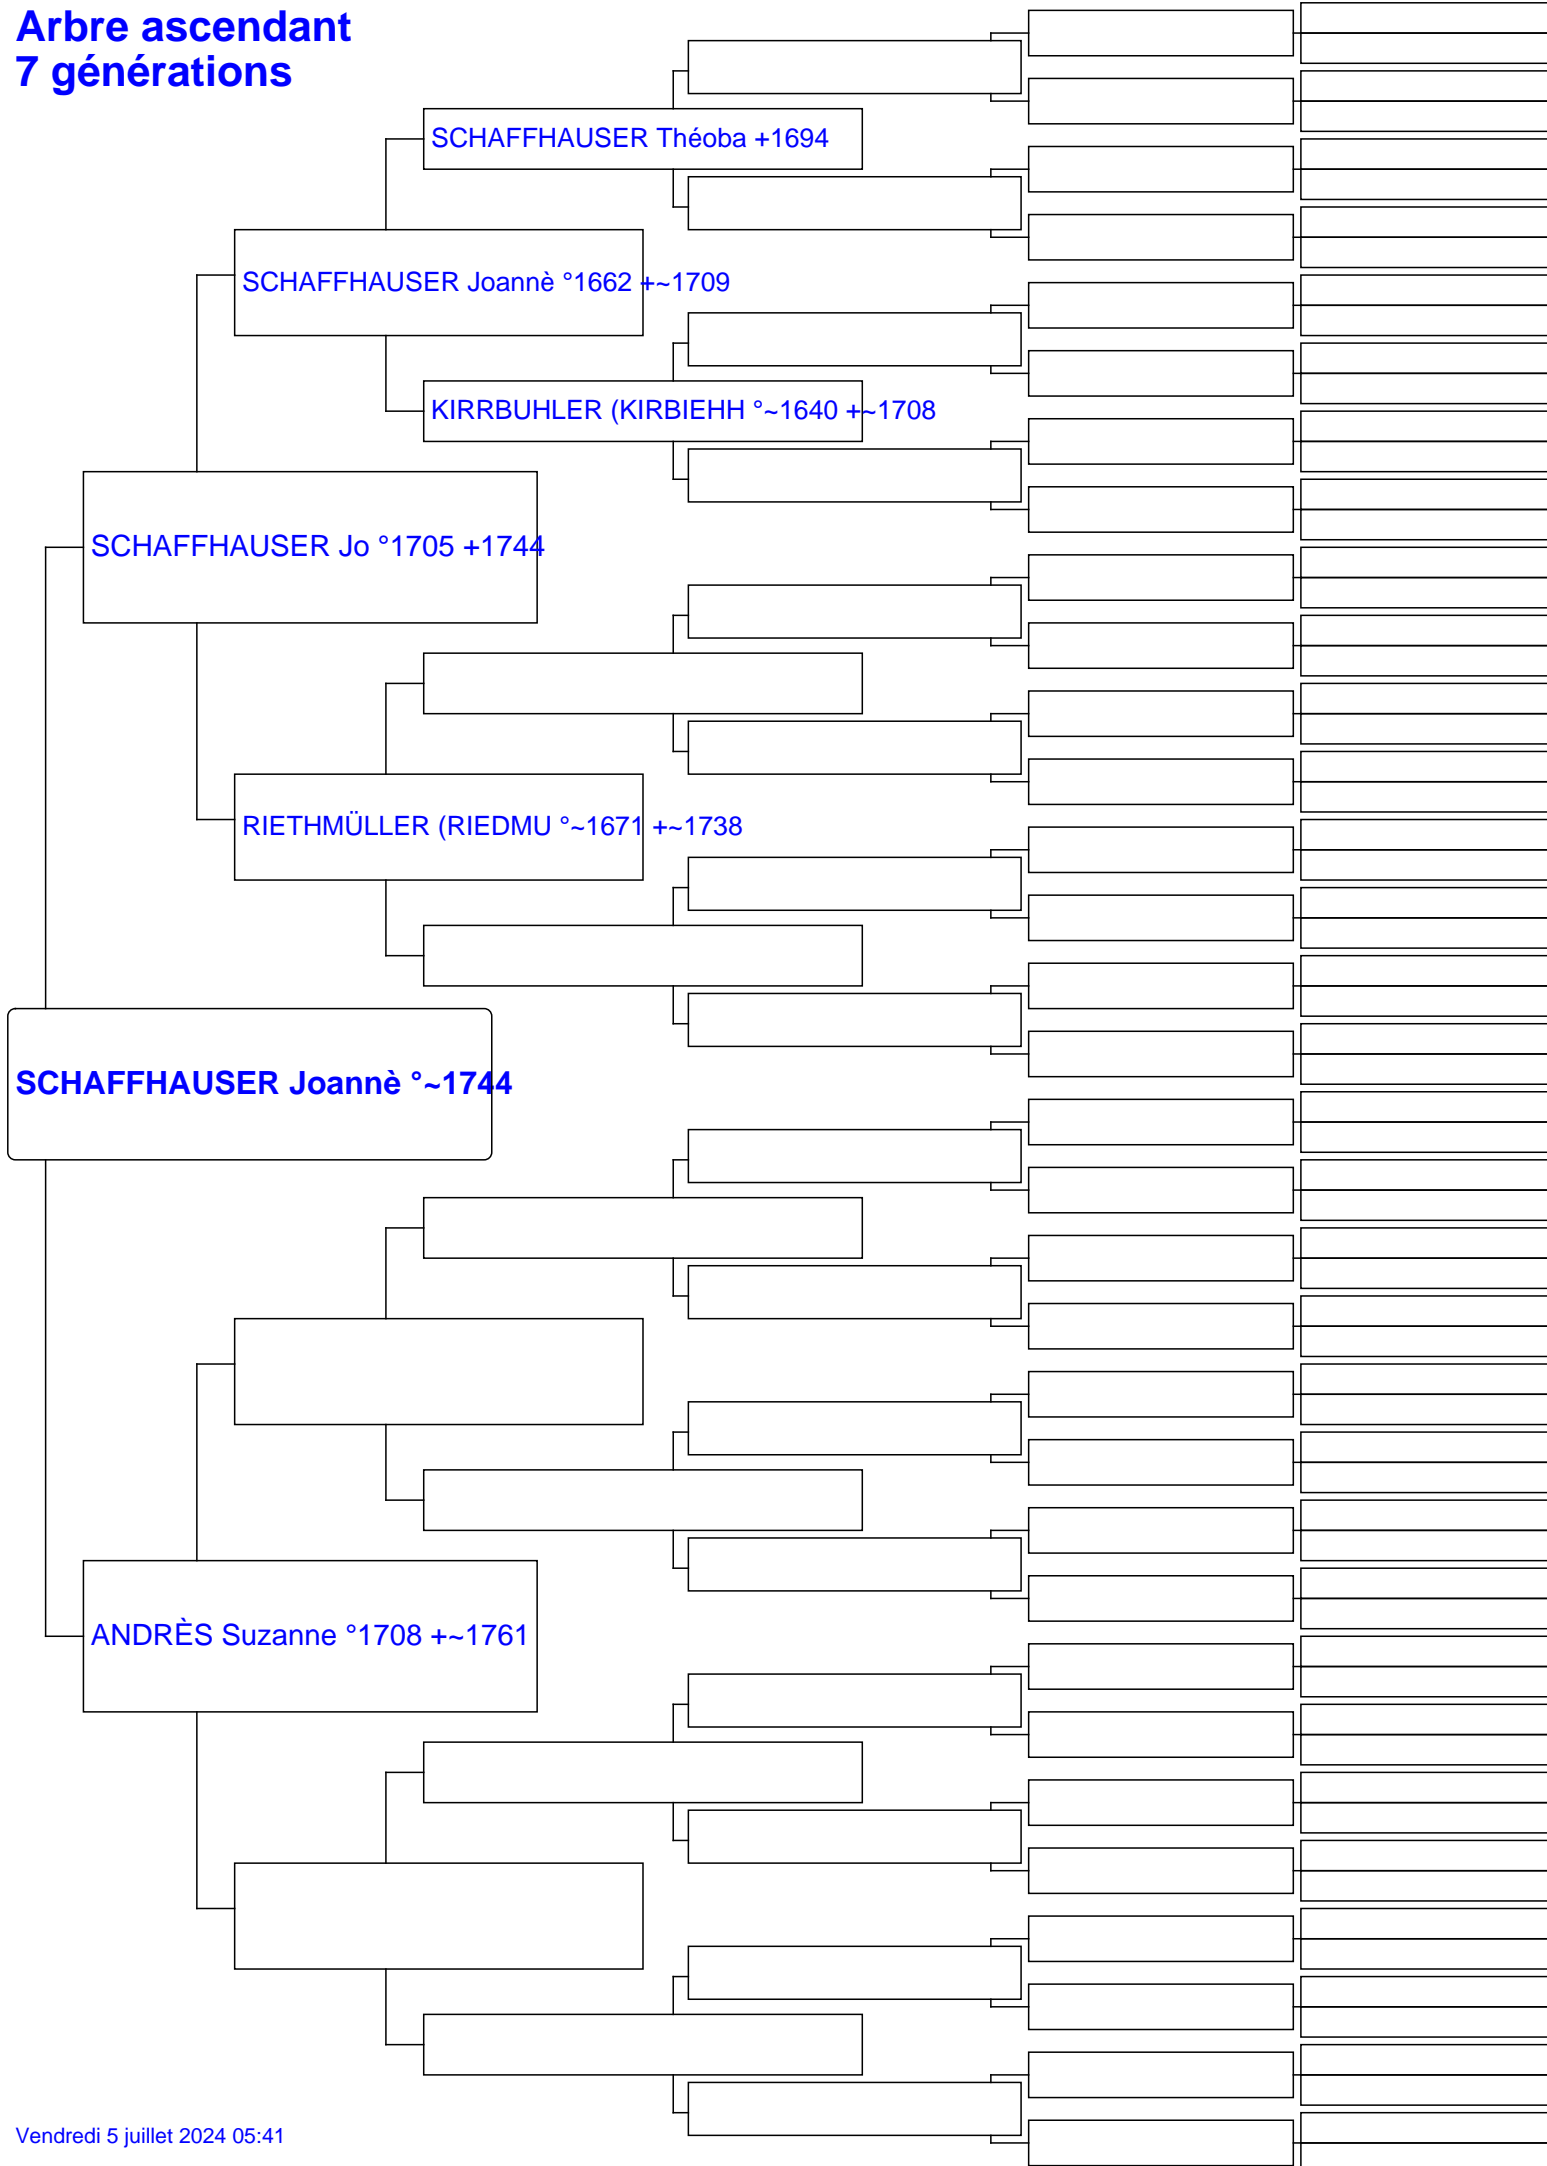 Arbre ascendant
7 générations
SCHAFFHAUSER Théoba +1694
SCHAFFHAUSER Joannè °1662 +~1709
KIRRBUHLER (KIRBIEHH °~1640 +~1708
SCHAFFHAUSER Jo °1705 +1744
RIETHMÜLLER (RIEDMU °~1671 +~1738
SCHAFFHAUSER Joannè °~1744
ANDRÈS Suzanne °1708 +~1761
Vendredi 5 juillet 2024 05:41